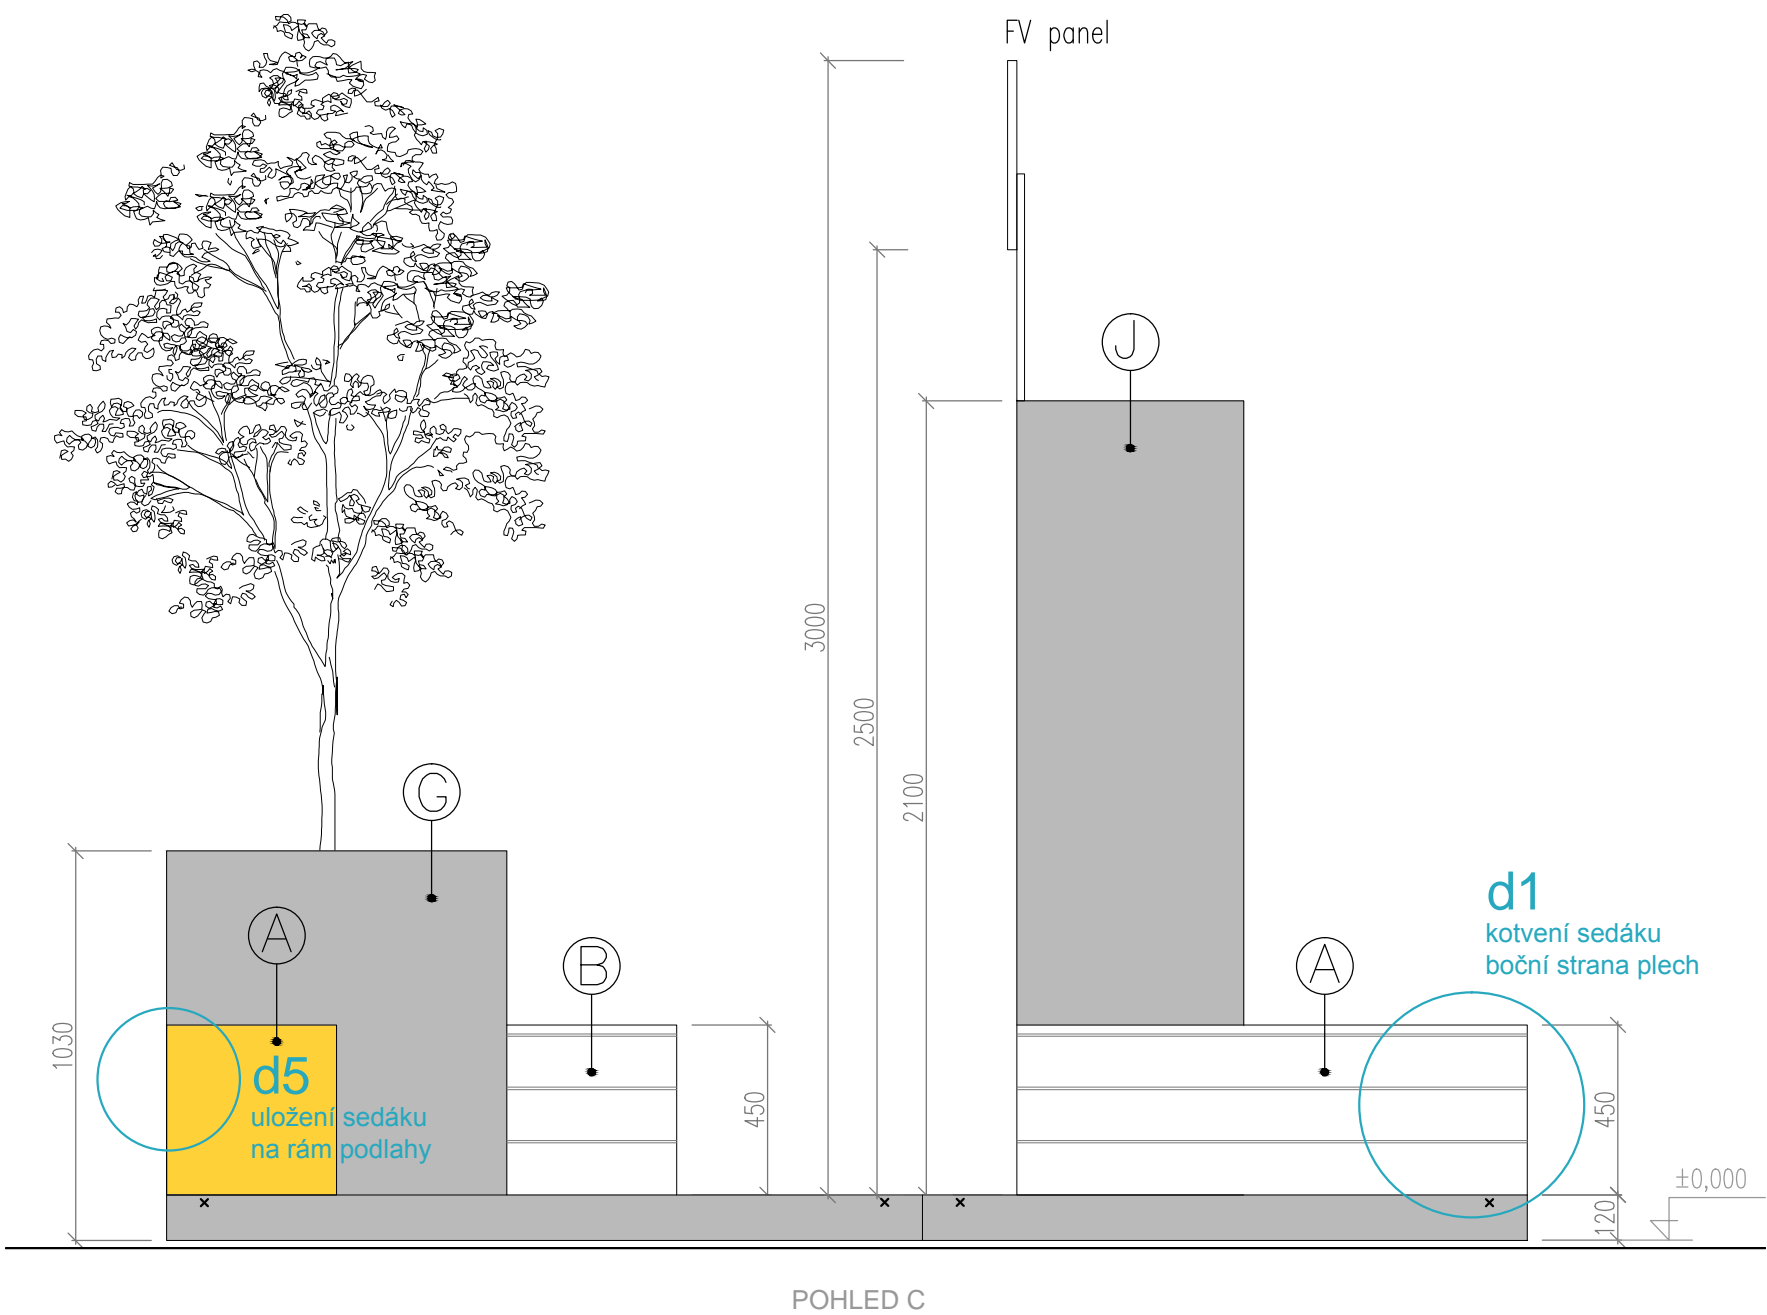 FV panel
J
3000
2500
2100
G
d1
kotvení sedáku
boční strana plech
A
B
A
1030
d5
uložení sedáku
na rám podlahy
450
450
±0,000
120
POHLED C